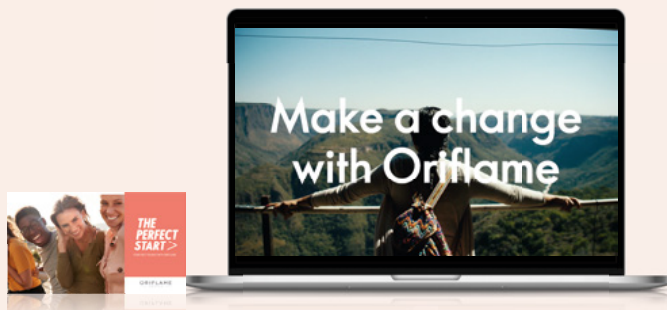 Make a change
with Oriflame
THE
PERFECT
START >
ORIFLAME